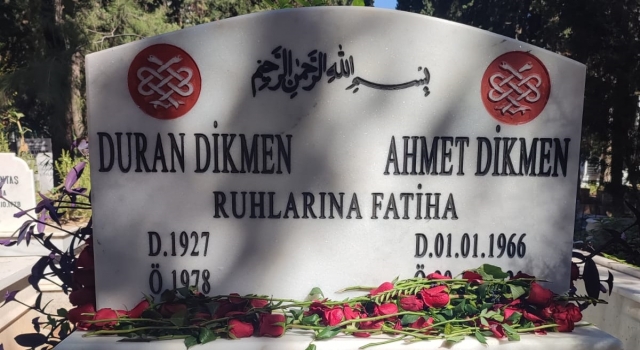 بسم الله الرحمن الرحيم
DURAN DİKMEN AHMET DİKMEN
RUHLARINA FATİHA
D.1927 D.01.01.1966
Ö.1978 Ö